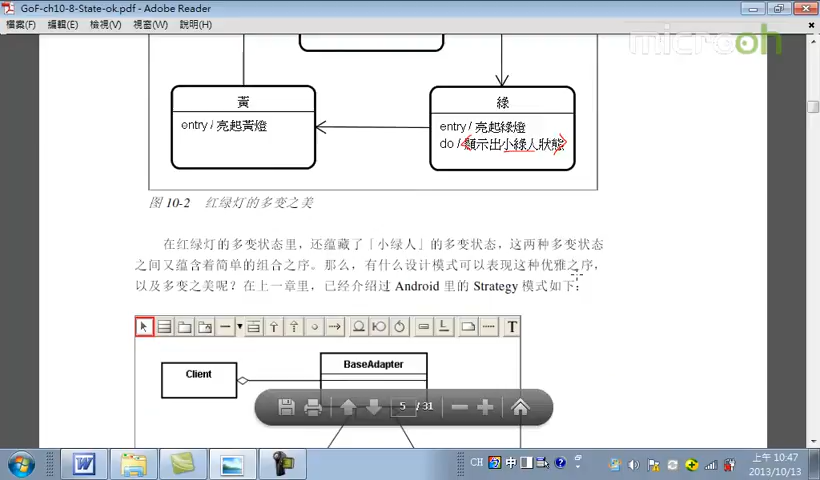 GoF-ch10-8-State-ok.pdf - Adobe Reader
檔案(F) 編輯(E) 檢視(V) 視窗(W) 說明(H)
microoh
黃
entry / 亮起黃燈
綠
entry / 亮起綠燈
do / 顯示出小綠人狀態
图 10-2 红绿灯的多变之美
在红绿灯的多变状态里，还蕴藏了「小绿人」的多变状态，这两种多变状态
之间又蕴含着简单的组合之序。那么，有什么设计模式可以表现这种优雅之序，
以及多变之美呢？在上一章里，已经介绍过 Android 里的 Strategy 模式如下：
T
Client
BaseAdapter
5 / 31
CH 中
上午 10:47
2013/10/13